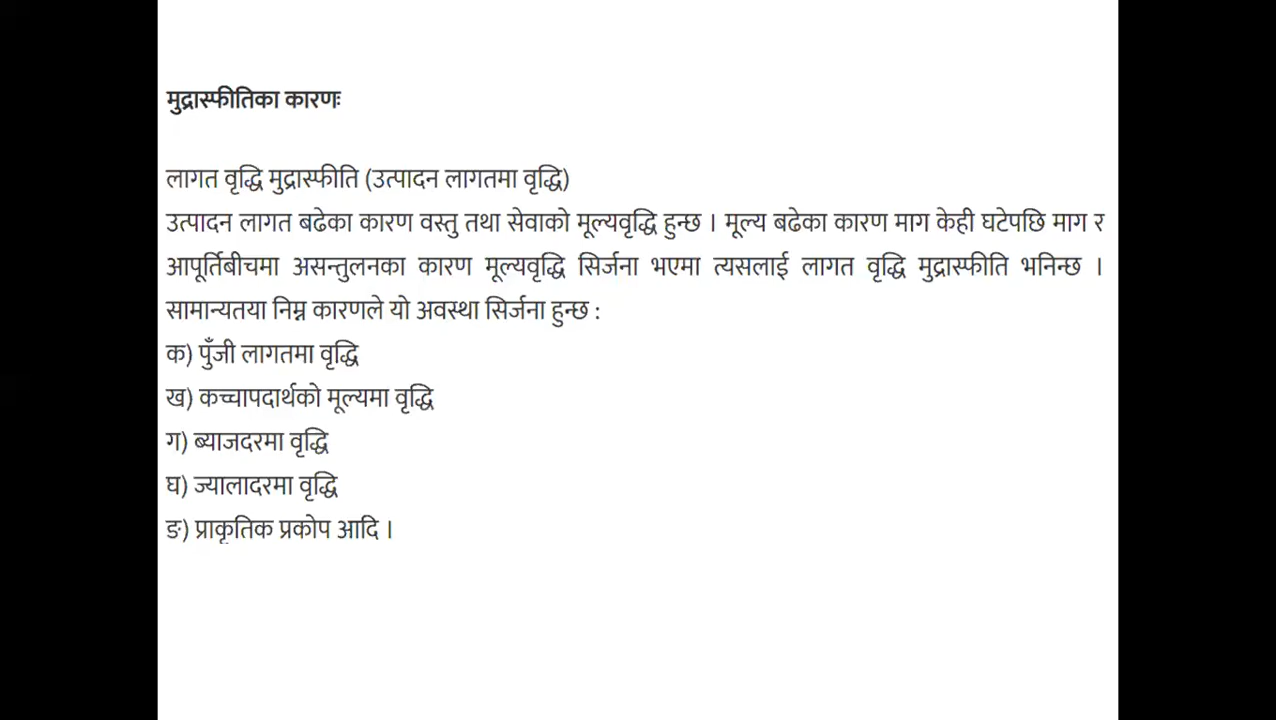 मुद्रास्फीतिका कारणः
लागत वृद्धि मुद्रास्फीति (उत्पादन लागतमा वृद्धि)
उत्पादन लागत बढेका कारण वस्तु तथा सेवाको मूल्यवृद्धि हुन्छ । मूल्य बढेका कारण माग केही घटेपछि माग र
आपूर्तिबीचमा असन्तुलनका कारण मूल्यवृद्धि सिर्जना भएमा त्यसलाई लागत वृद्धि मुद्रास्फीति भनिन्छ ।
सामान्यतया निम्न कारणले यो अवस्था सिर्जना हुन्छ :
क) पुँजी लागतमा वृद्धि
ख) कच्चापदार्थको मूल्यमा वृद्धि
ग) ब्याजदरमा वृद्धि
घ) ज्यालादरमा वृद्धि
ङ) प्राकृतिक प्रकोप आदि ।